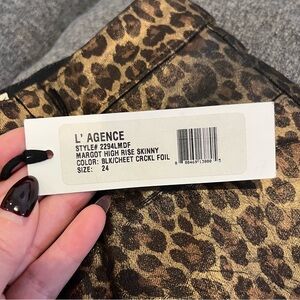 L' AGENCE
STYLE# 2294LMDF
MARGOT HIGH RISE SKINNY
COLOR: BLK/CHEET CRCKL FOIL
SIZE: 24